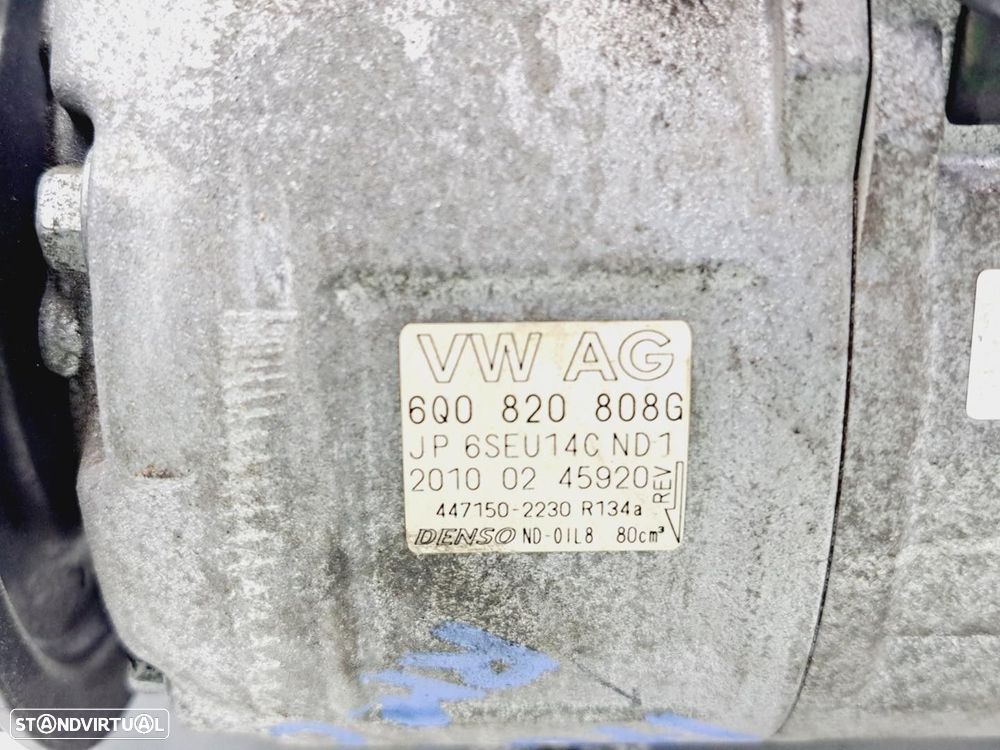 VW AG
6Q0 820 808G
JP 6SEU14C ND1
2010 02 45920
REV
447150-2230 R134a
DENSO ND-OIL8 80cm³
STANDVIRTUAL